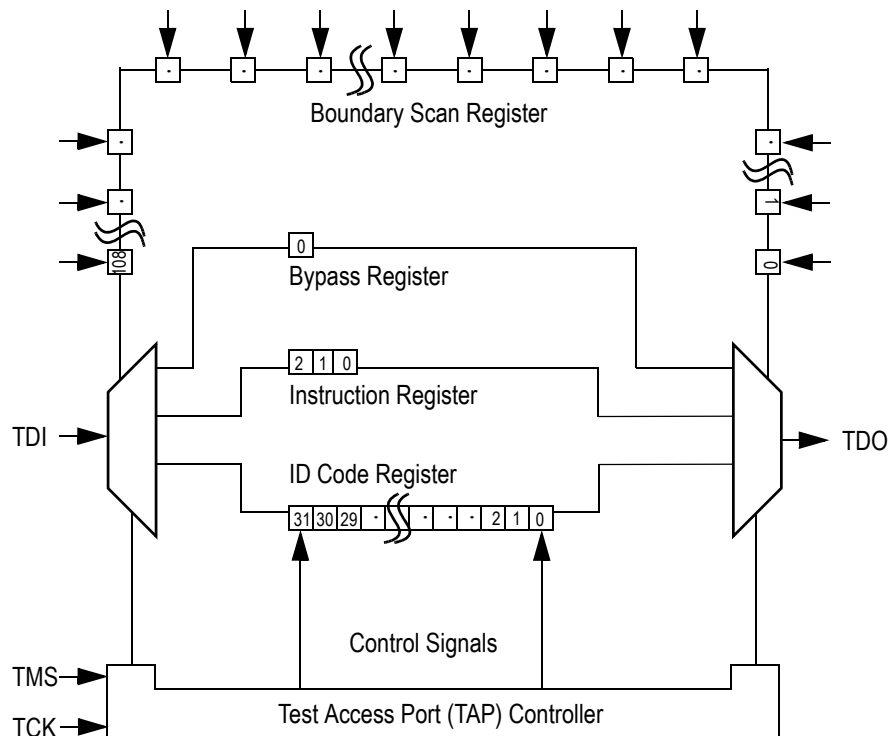 · · · · · · · ·
Boundary Scan Register
· ·
· 1
108 0
0
Bypass Register
2 1 0
Instruction Register
TDI TDO
ID Code Register
31 30 29 · · · · 2 1 0
Control Signals
TMS
Test Access Port (TAP) Controller
TCK